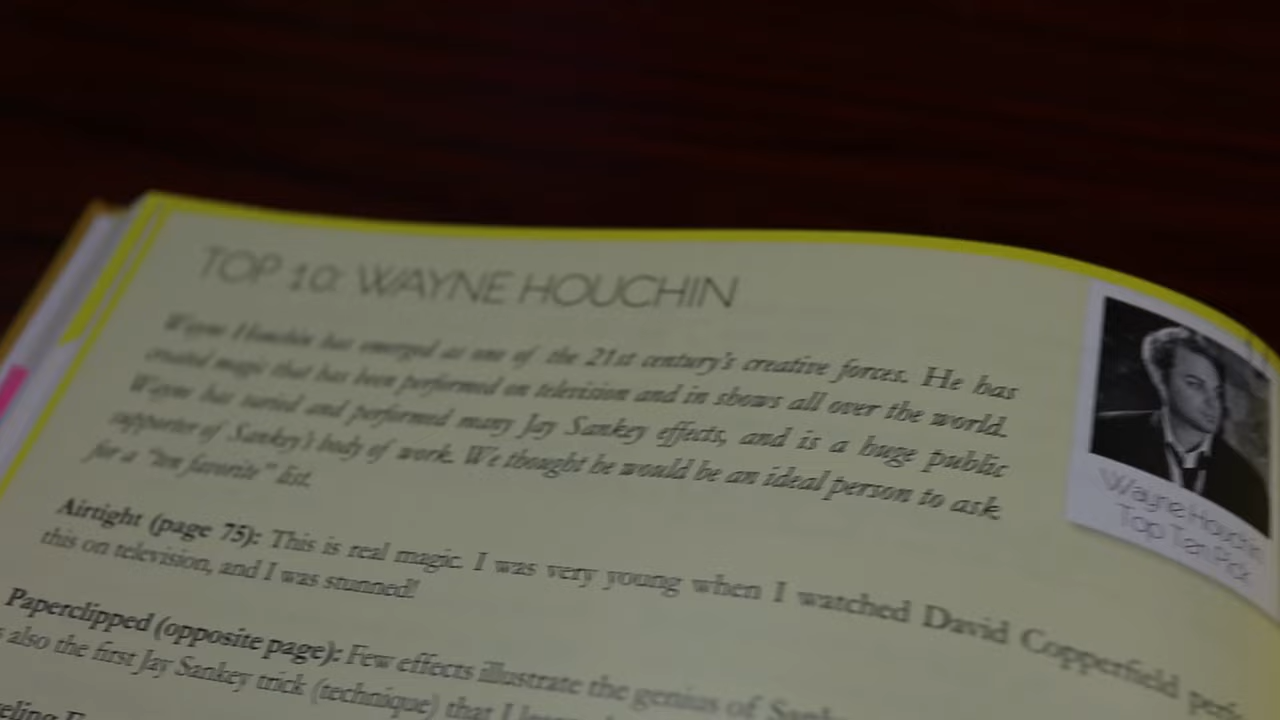 TOP 10: WAYNE HOUCHIN
Wayne Houchin has emerged as one of the 21st century's creative forces. He has
created magic that has been performed on television and in shows all over the world.
Wayne has toured and performed many Jay Sankey effects, and is a huge public
supporter of Sankey's body of work. We thought he would be an ideal person to ask
for a "ten favorite" list.
Wayne Houchin
Top Ten Pick
Airtight (page 75): This is real magic. I was very young when I watched David Copperfield
this on television, and I was stunned!
Paperclipped (opposite page): Few effects illustrate the genius of
also the first Jay Sankey trick (technique) that I